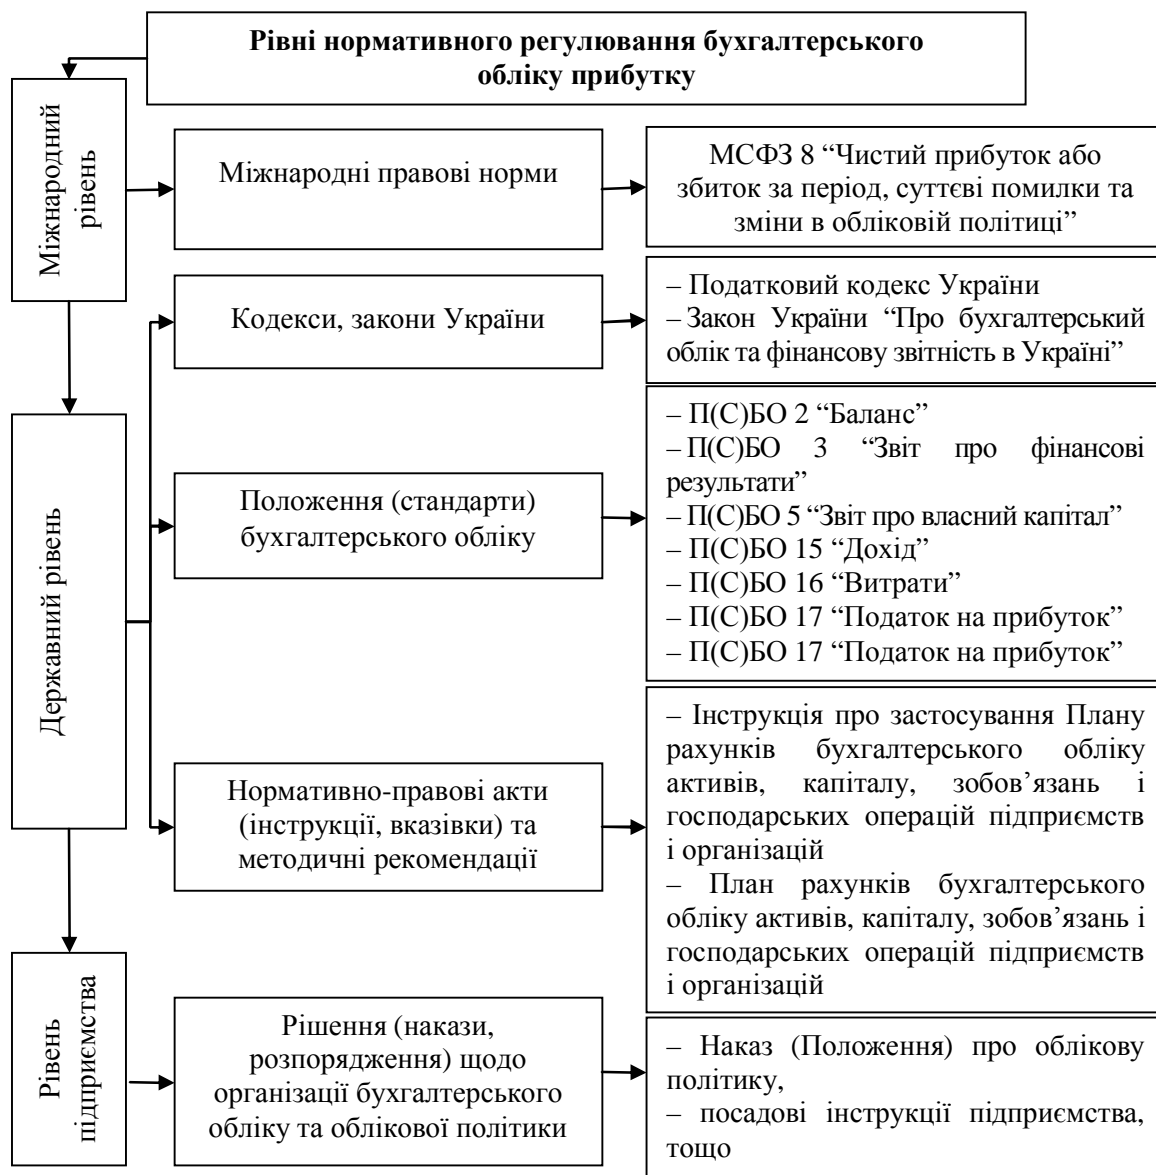 Рівні нормативного регулювання бухгалтерського
обліку прибутку
Міжнародний
рівень
Міжнародні правові норми
МСФЗ 8 “Чистий прибуток або
збиток за період, суттєві помилки та
зміни в обліковій політиці”
Державний рівень
Кодекси, закони України
– Податковий кодекс України
– Закон України “Про бухгалтерський
облік та фінансову звітність в Україні”
Положення (стандарти)
бухгалтерського обліку
– П(С)БО 2 “Баланс”
– П(С)БО 3 “Звіт про фінансові
результати”
– П(С)БО 5 “Звіт про власний капітал”
– П(С)БО 15 “Дохід”
– П(С)БО 16 “Витрати”
– П(С)БО 17 “Податок на прибуток”
– П(С)БО 17 “Податок на прибуток”
Нормативно-правові акти
(інструкції, вказівки) та
методичні рекомендації
– Інструкція про застосування Плану
рахунків бухгалтерського обліку
активів, капіталу, зобов’язань і
господарських операцій підприємств
і організацій
– План рахунків бухгалтерського
обліку активів, капіталу, зобов’язань і
господарських операцій підприємств
і організацій
Рівень
підприємства
Рішення (накази,
розпорядження) щодо
організації бухгалтерського
обліку та облікової політики
– Наказ (Положення) про облікову
політику,
– посадові інструкції підприємства,
тощо